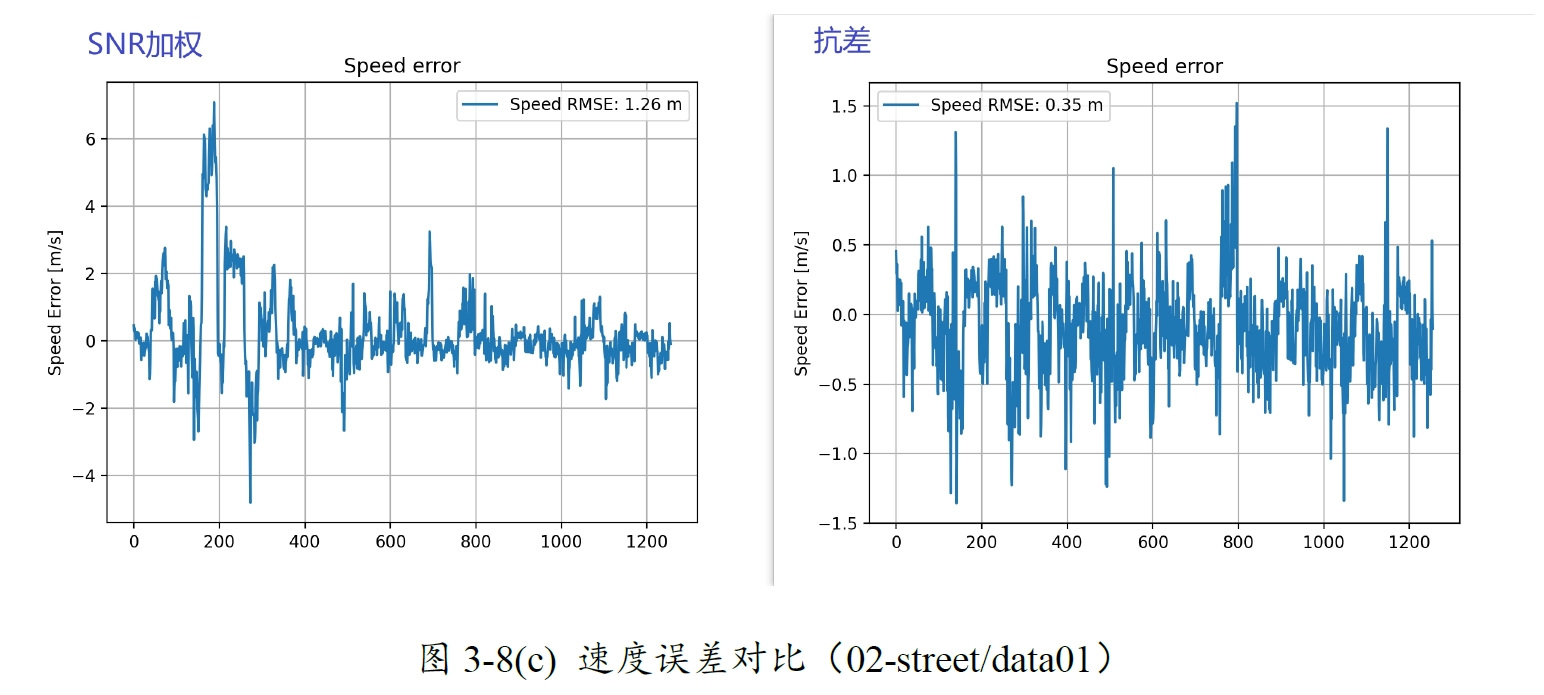 SNR加权
Speed error
Speed RMSE: 1.26 m
Speed Error [m/s]
6
4
2
0
−2
−4
0 200 400 600 800 1000 1200
抗差
Speed error
Speed RMSE: 0.35 m
Speed Error [m/s]
1.5
1.0
0.5
0.0
−0.5
−1.0
−1.5
0 200 400 600 800 1000 1200
图 3-8(c) 速度误差对比（02-street/data01）